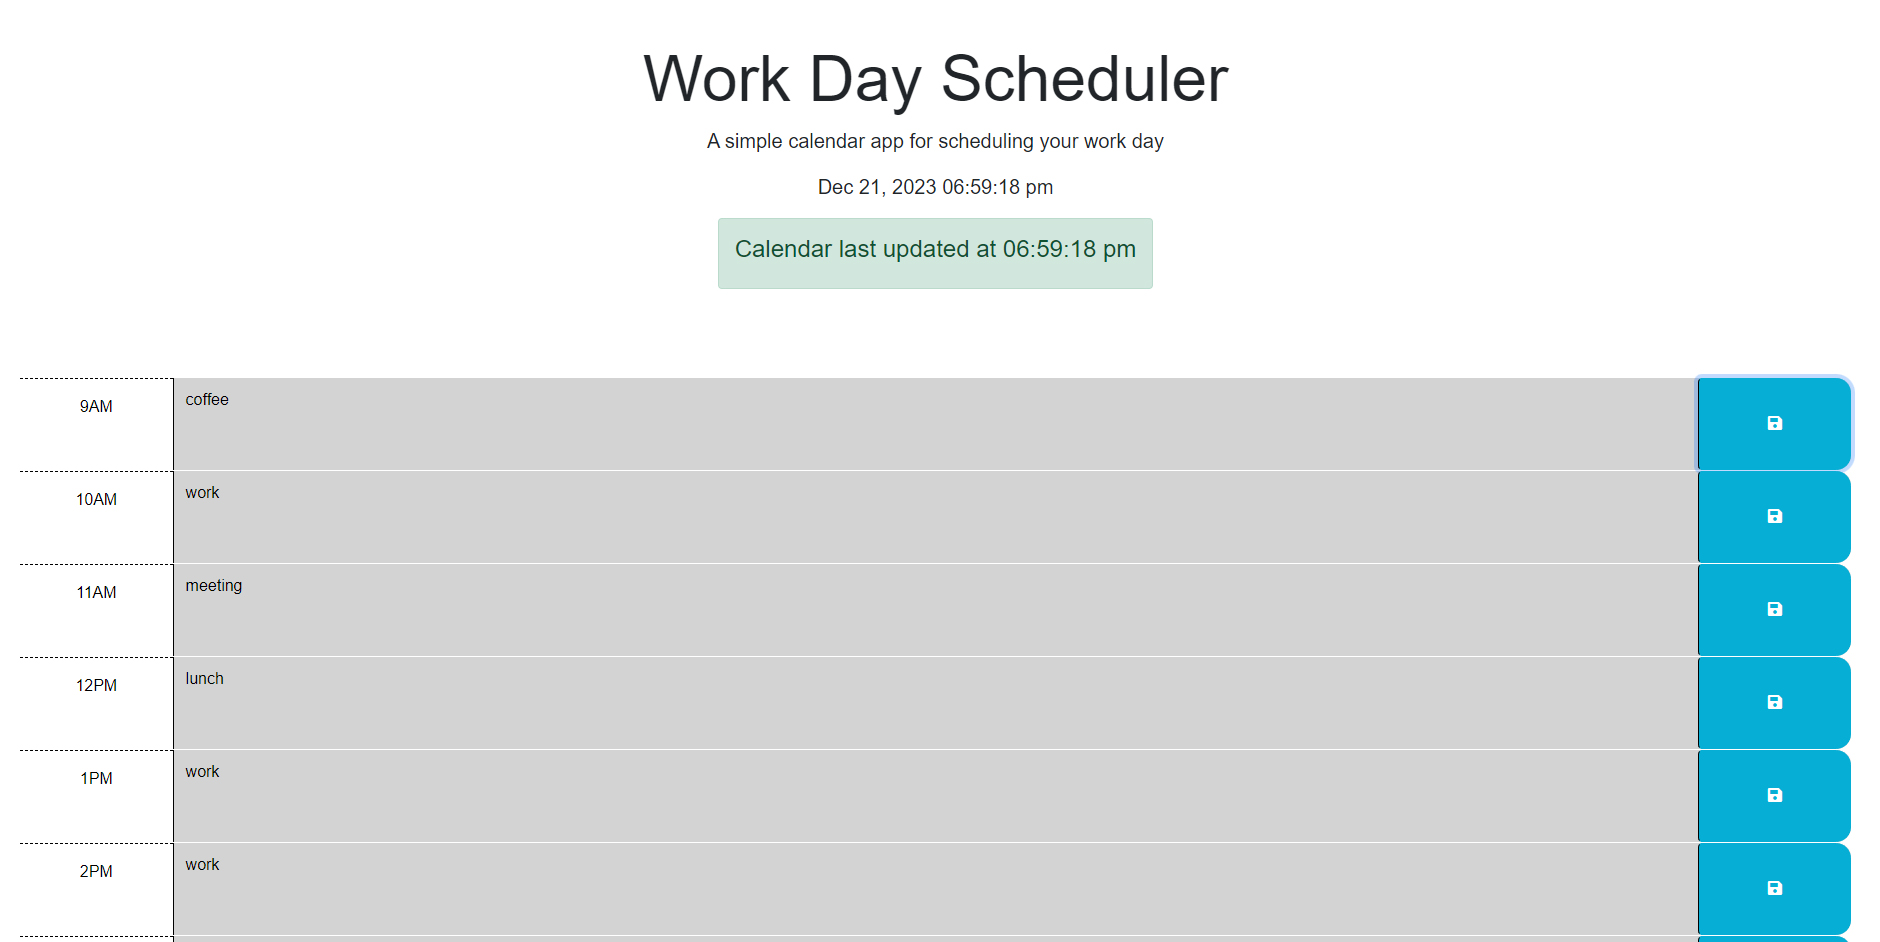 Work Day Scheduler
A simple calendar app for scheduling your work day
Dec 21, 2023 06:59:18 pm
Calendar last updated at 06:59:18 pm
9AM coffee
10AM work
11AM meeting
12PM lunch
1PM work
2PM work